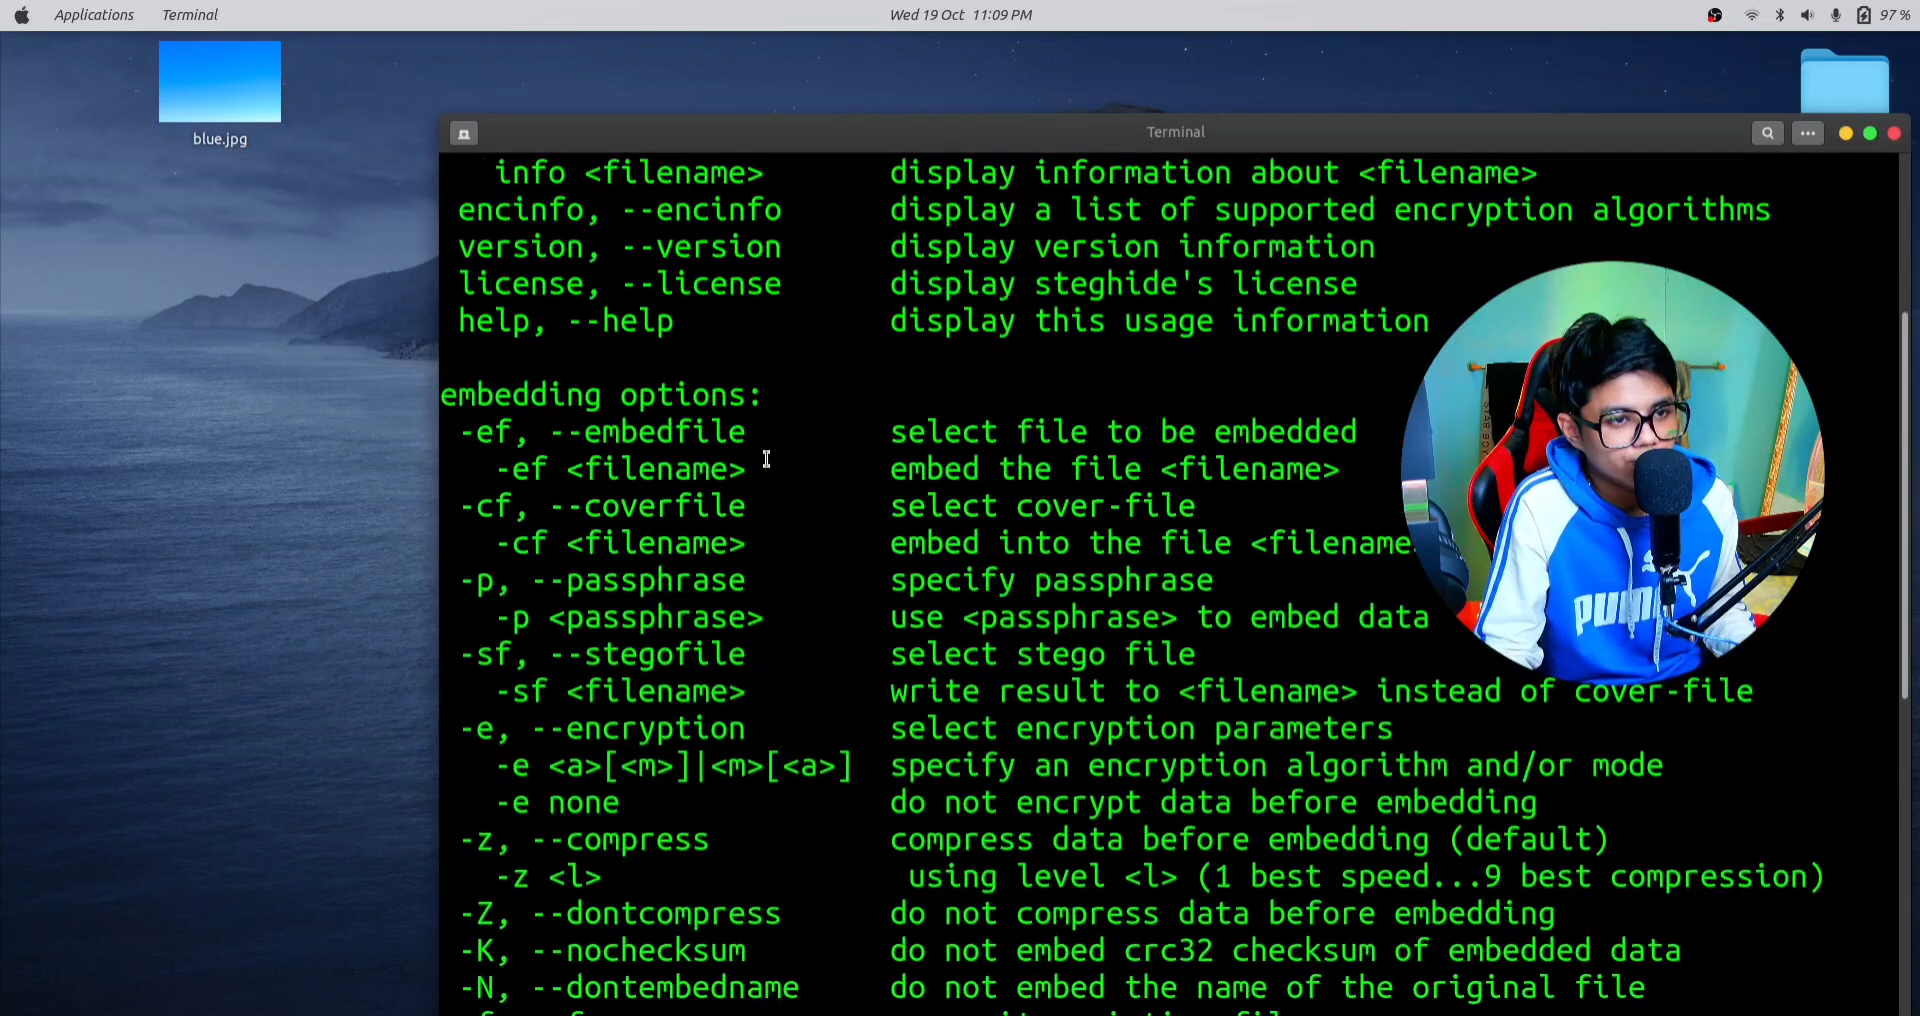 Applications Terminal Wed 19 Oct 11:09 PM 97 %
blue.jpg
Terminal
info <filename> display information about <filename>
encinfo, --encinfo display a list of supported encryption algorithms
version, --version display version information
license, --license display steghide's license
help, --help display this usage information
embedding options:
-ef, --embedfile select file to be embedded
-ef <filename> embed the file <filename>
-cf, --coverfile select cover-file
-cf <filename> embed into the file <filename
-p, --passphrase specify passphrase
-p <passphrase> use <passphrase> to embed data
-sf, --stegofile select stego file
-sf <filename> write result to <filename> instead of cover-file
-e, --encryption select encryption parameters
-e <a>[<m>]|<m>[<a>] specify an encryption algorithm and/or mode
-e none do not encrypt data before embedding
-z, --compress compress data before embedding (default)
-z <l> using level <l> (1 best speed...9 best compression)
-Z, --dontcompress do not compress data before embedding
-K, --nochecksum do not embed crc32 checksum of embedded data
-N, --dontembedname do not embed the name of the original file